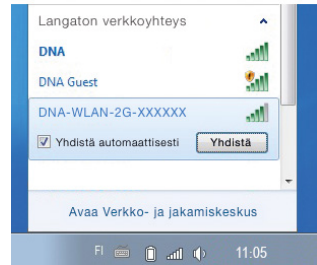 Langaton verkkoyhteys
DNA
DNA Guest
DNA-WLAN-2G-XXXXXX
Yhdistä automaattisesti Yhdistä
Avaa Verkko- ja jakamiskeskus
FI 11:05